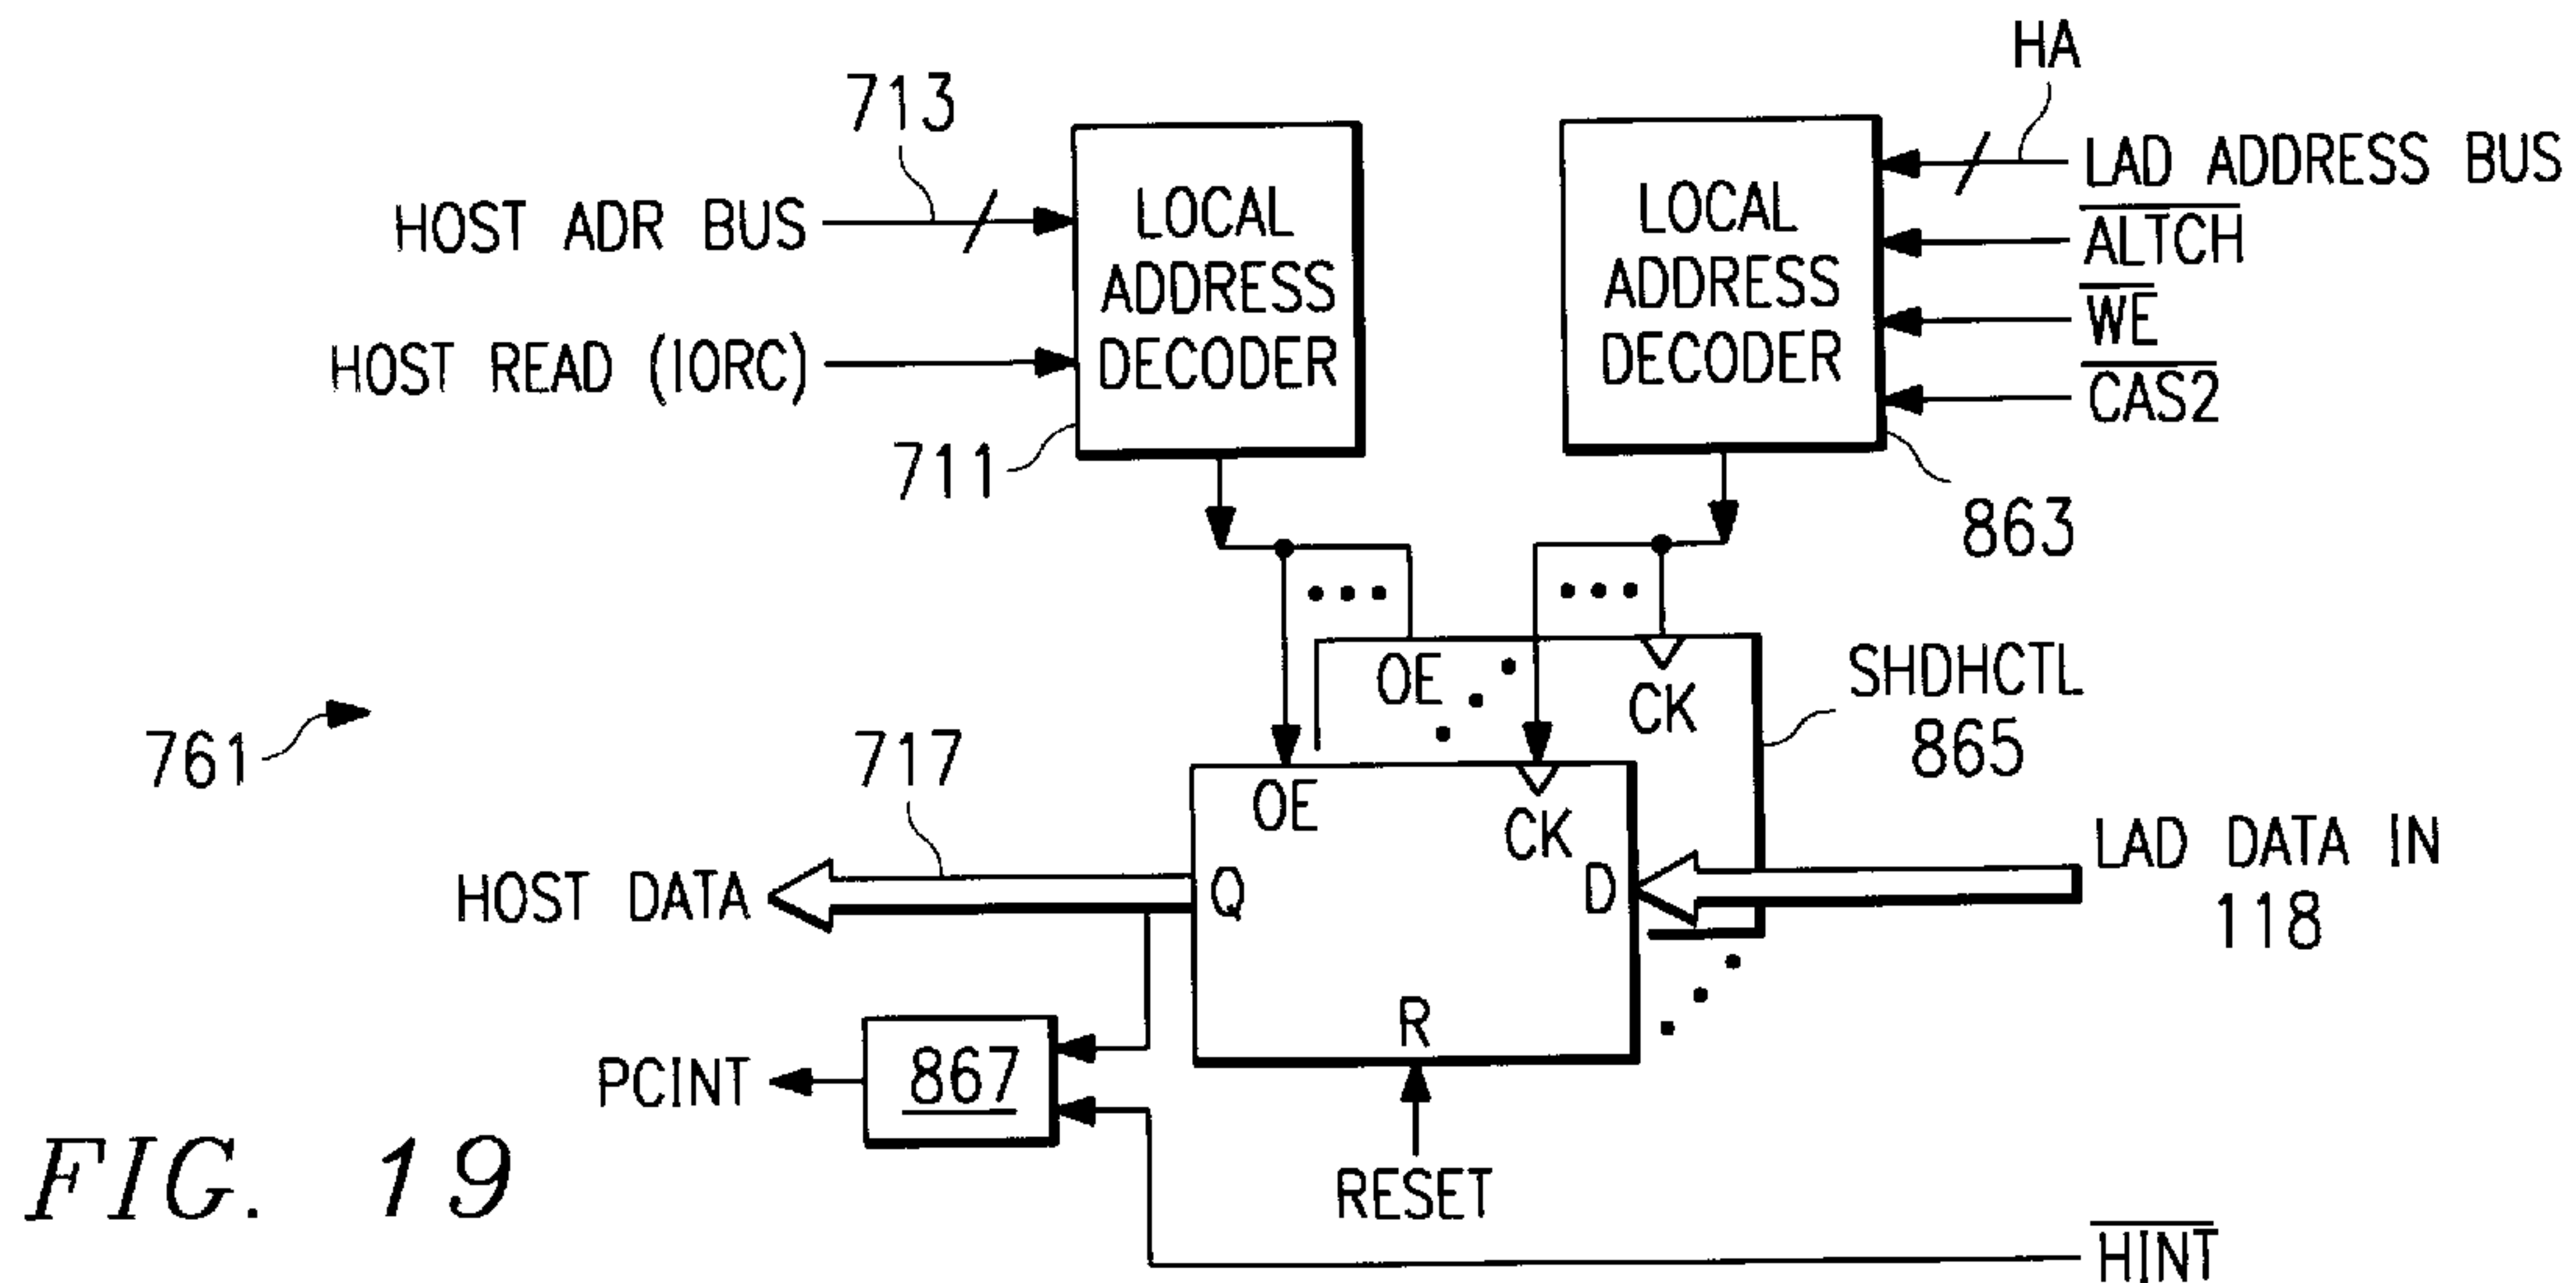 HA
713
LAD ADDRESS BUS
HOST ADR BUS
LOCAL
ADDRESS
DECODER
LOCAL
ADDRESS
DECODER
ALTCH
WE
HOST READ (IORC)
CAS2
711
863
OE
CK
SHDHCTL
865
761
717
OE
CK
HOST DATA
Q
D
LAD DATA IN
118
R
PCINT
867
RESET
FIG. 19
HINT